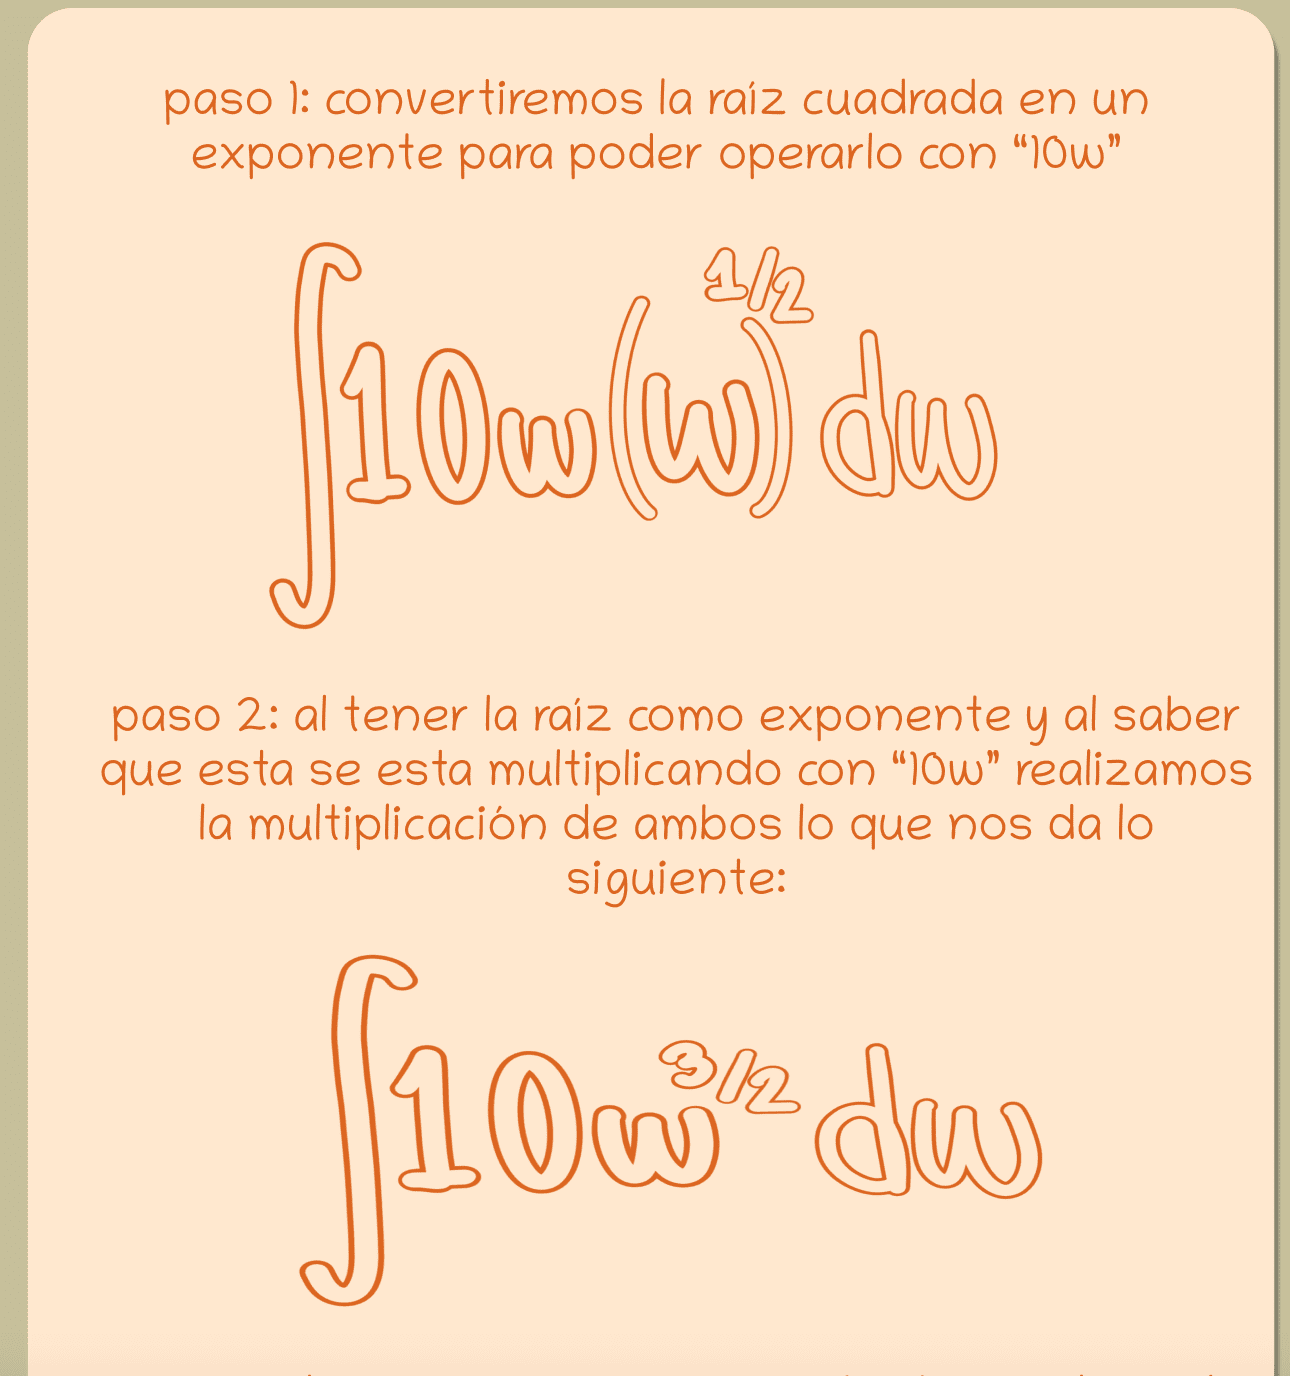 paso 1: convertiremos la raíz cuadrada en un
exponente para poder operarlo con “10w”
∫10w(w)^1/2 dw
paso 2: al tener la raíz como exponente y al saber
que esta se esta multiplicando con “10w” realizamos
la multiplicación de ambos lo que nos da lo
siguiente:
∫10w^3/2 dw